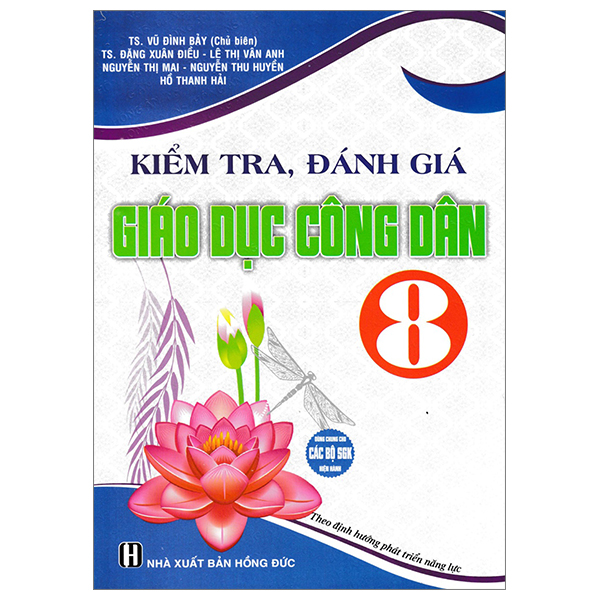 TS. VŨ ĐÌNH BẢY (Chủ biên)
TS. ĐẶNG XUÂN ĐIỀU - LÊ THỊ VÂN ANH
NGUYỄN THỊ MAI - NGUYỄN THU HUYỀN
HỒ THANH HẢI
KIỂM TRA, ĐÁNH GIÁ
GIÁO DỤC CÔNG DÂN
8
DÙNG CHUNG CHO
CÁC BỘ SGK
HIỆN HÀNH
Theo định hướng phát triển năng lực
H
NHÀ XUẤT BẢN HỒNG ĐỨC